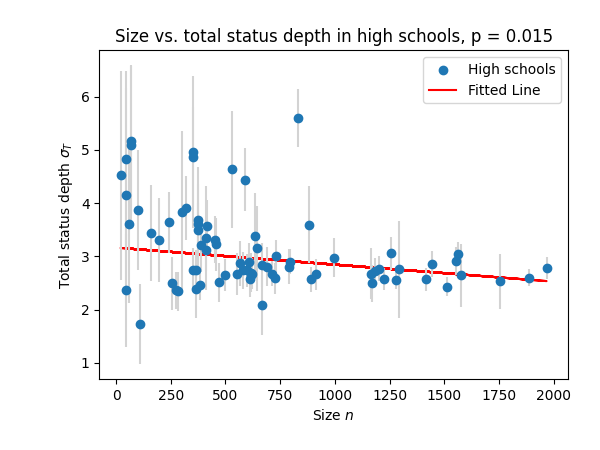 Size vs. total status depth in high schools, p = 0.015
High schools
Fitted Line
Total status depth σ_T
6
5
4
3
2
1
0 250 500 750 1000 1250 1500 1750 2000
Size n